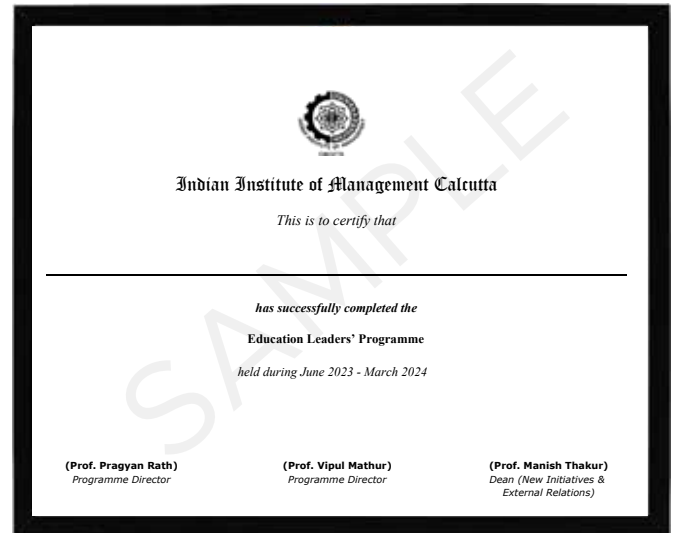 Indian Institute of Management Calcutta
This is to certify that
has successfully completed the
Education Leaders’ Programme
held during June 2023 - March 2024
SAMPLE
(Prof. Pragyan Rath)
Programme Director
(Prof. Vipul Mathur)
Programme Director
(Prof. Manish Thakur)
Dean (New Initiatives &
External Relations)